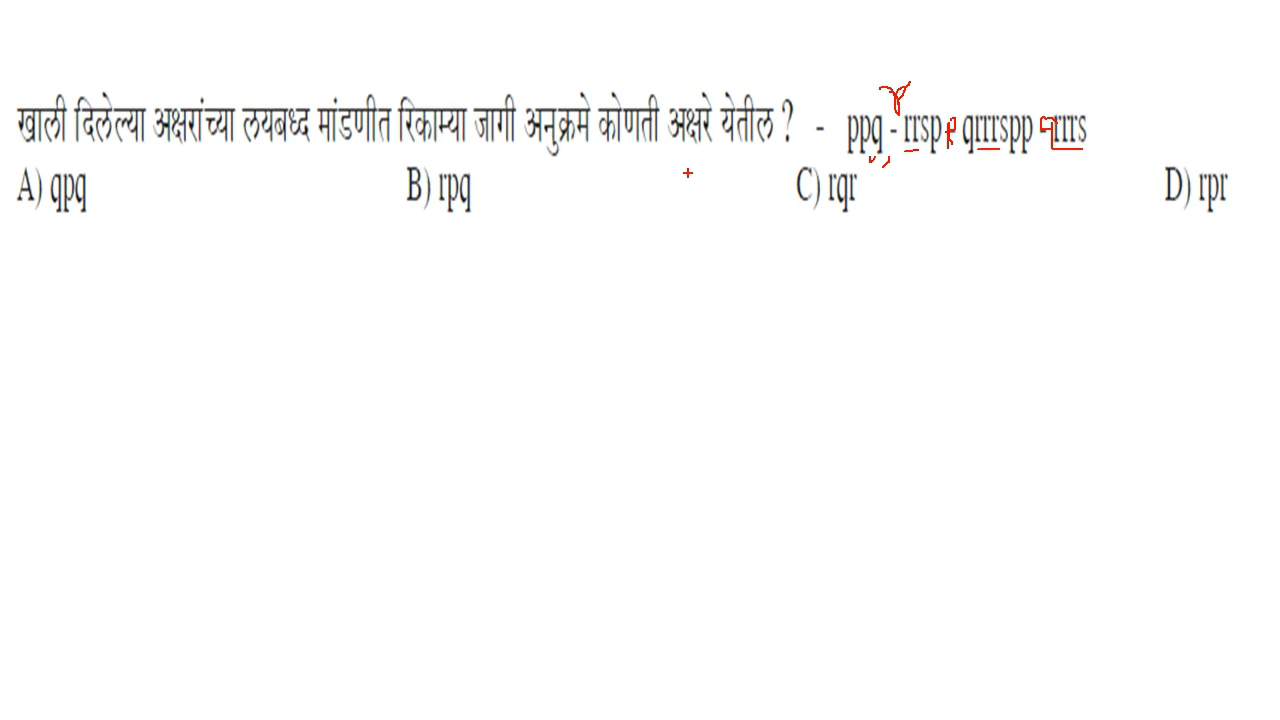 खाली दिलेल्या अक्षरांच्या लयबध्द मांडणीत रिकाम्या जागी अनुक्रमे कोणती अक्षरे येतील ? - ppq - rrsp - qrrrspp - rrrs
r p q
A) qpq B) rpq C) rqr D) rpr